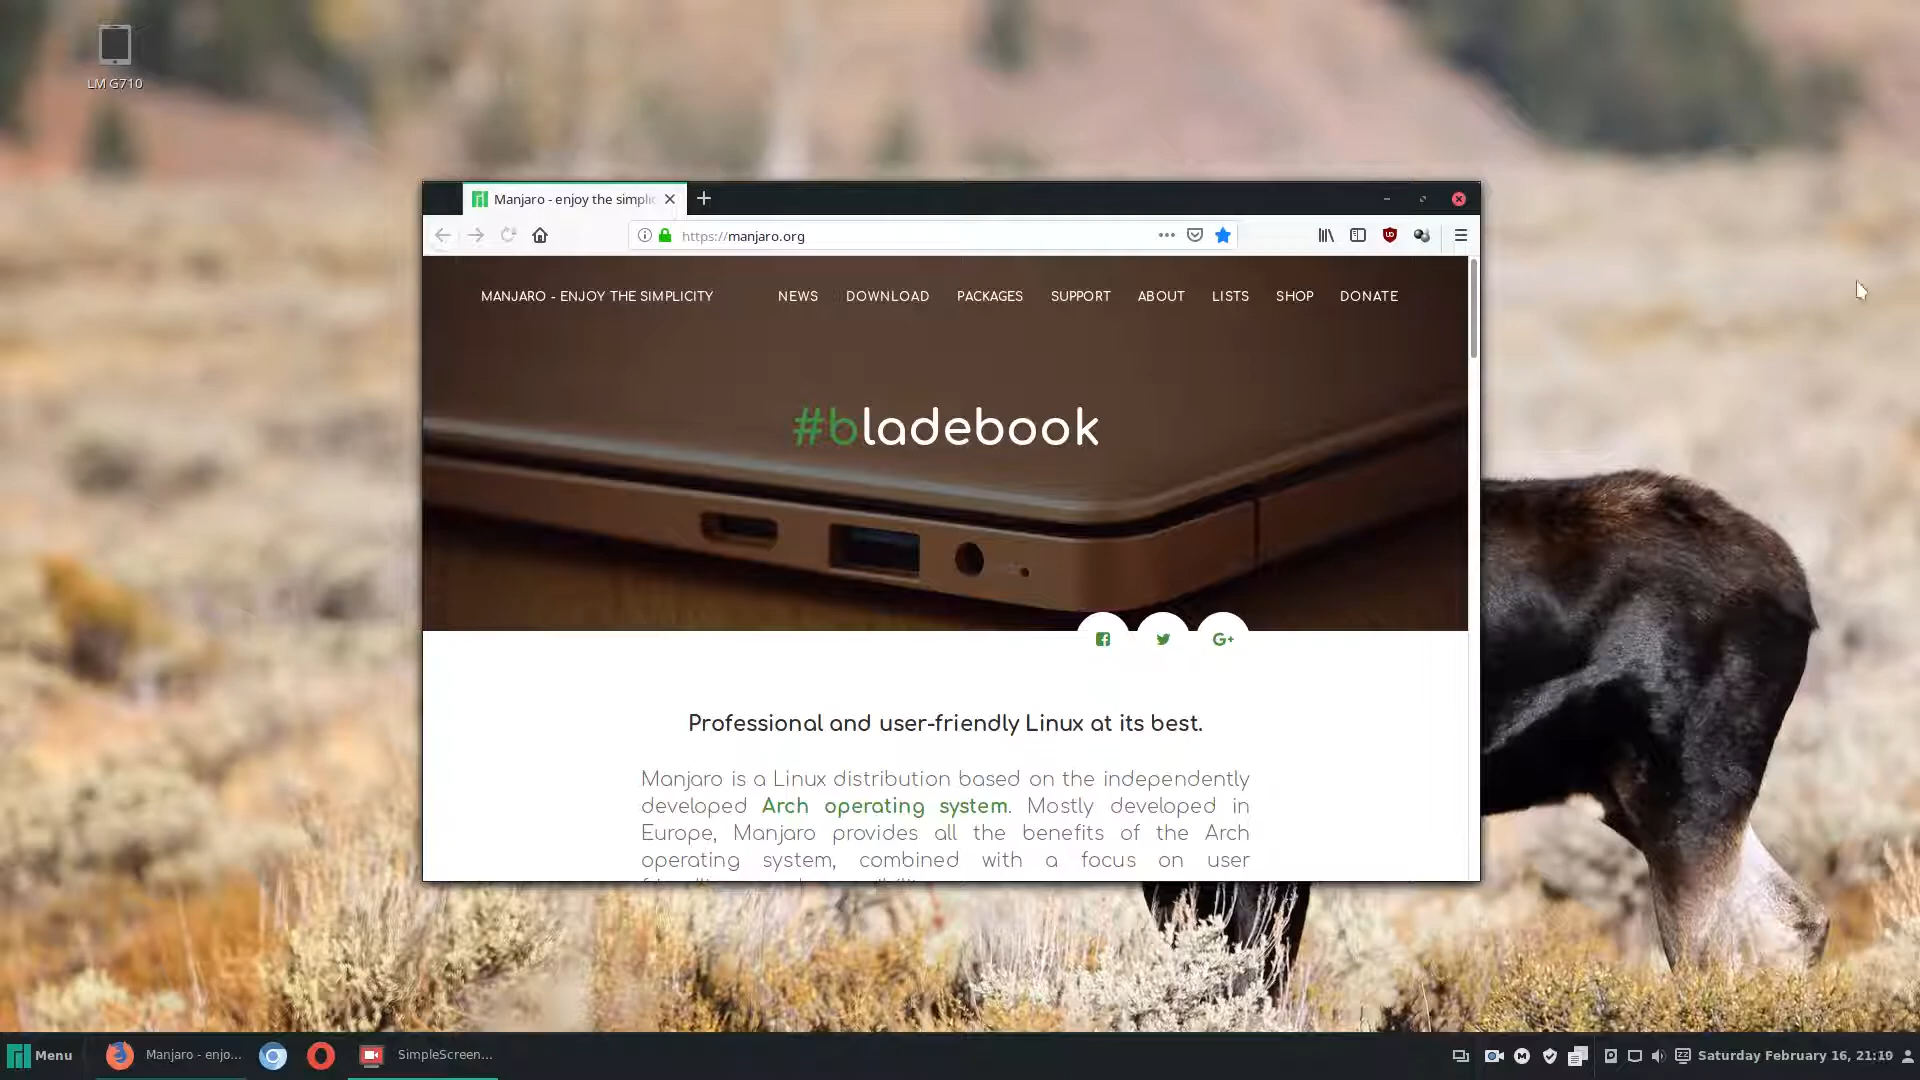 LM G710
Manjaro - enjoy the simplic
https://manjaro.org
MANJARO - ENJOY THE SIMPLICITY
NEWS DOWNLOAD PACKAGES SUPPORT ABOUT LISTS SHOP DONATE
#bladebook
Professional and user-friendly Linux at its best.
Manjaro is a Linux distribution based on the independently
developed Arch operating system. Mostly developed in
Europe, Manjaro provides all the benefits of the Arch
operating system, combined with a focus on user
Menu
Manjaro - enjo...
SimpleScreen...
Saturday February 16, 21:19